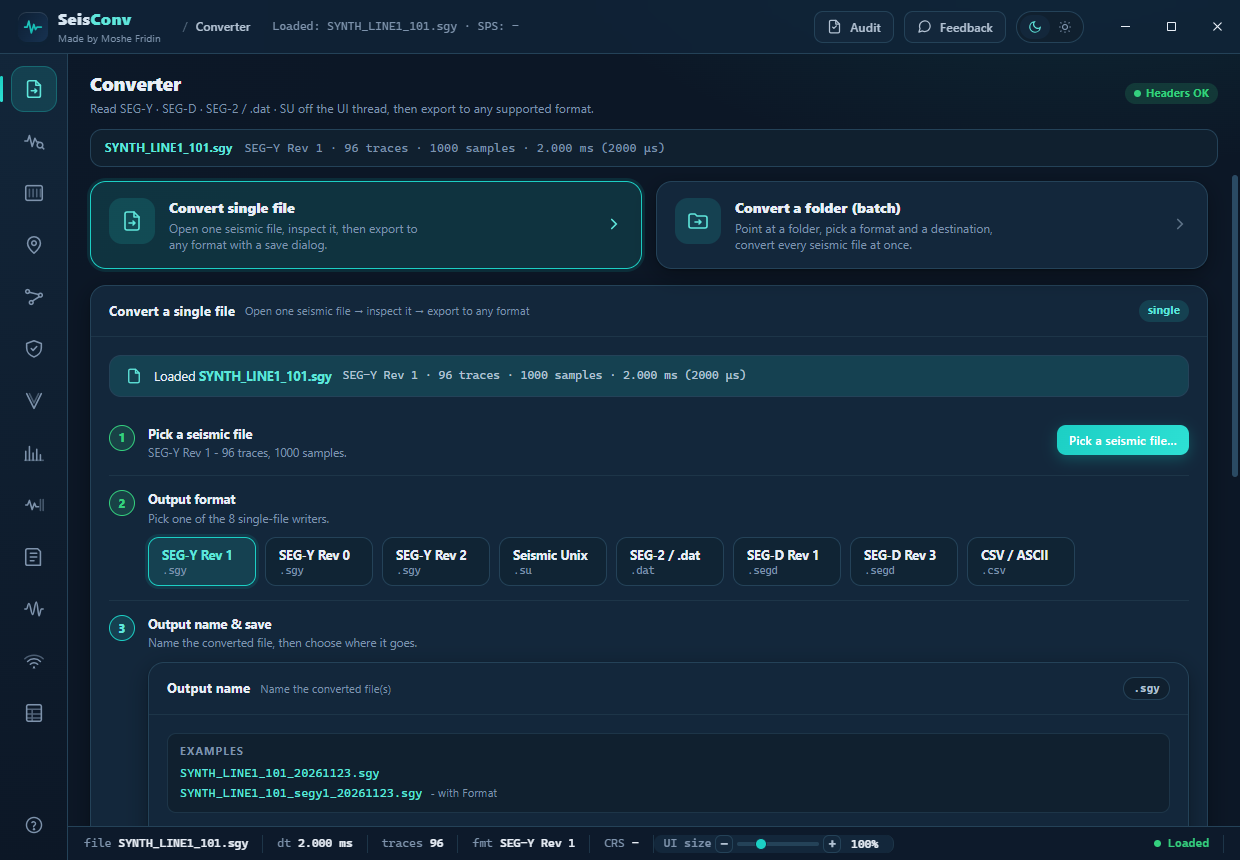 SeisConv
Made by Moshe Fridin
/ Converter
Loaded: SYNTH_LINE1_101.sgy · SPS: –
Audit
Feedback
Converter
Read SEG-Y · SEG-D · SEG-2 / .dat · SU off the UI thread, then export to any supported format.
Headers OK
SYNTH_LINE1_101.sgy SEG-Y Rev 1 · 96 traces · 1000 samples · 2.000 ms (2000 µs)
Convert single file
Open one seismic file, inspect it, then export to
any format with a save dialog.
Convert a folder (batch)
Point at a folder, pick a format and a destination,
convert every seismic file at once.
Convert a single file Open one seismic file → inspect it → export to any format
single
Loaded SYNTH_LINE1_101.sgy SEG-Y Rev 1 · 96 traces · 1000 samples · 2.000 ms (2000 µs)
1
Pick a seismic file
SEG-Y Rev 1 - 96 traces, 1000 samples.
Pick a seismic file...
2
Output format
Pick one of the 8 single-file writers.
SEG-Y Rev 1
.sgy
SEG-Y Rev 0
.sgy
SEG-Y Rev 2
.sgy
Seismic Unix
.su
SEG-2 / .dat
.dat
SEG-D Rev 1
.segd
SEG-D Rev 3
.segd
CSV / ASCII
.csv
3
Output name & save
Name the converted file, then choose where it goes.
Output name Name the converted file(s)
.sgy
EXAMPLES
SYNTH_LINE1_101_20261123.sgy
SYNTH_LINE1_101_segy1_20261123.sgy - with Format
file SYNTH_LINE1_101.sgy
dt 2.000 ms
traces 96
fmt SEG-Y Rev 1
CRS –
UI size − + 100%
Loaded